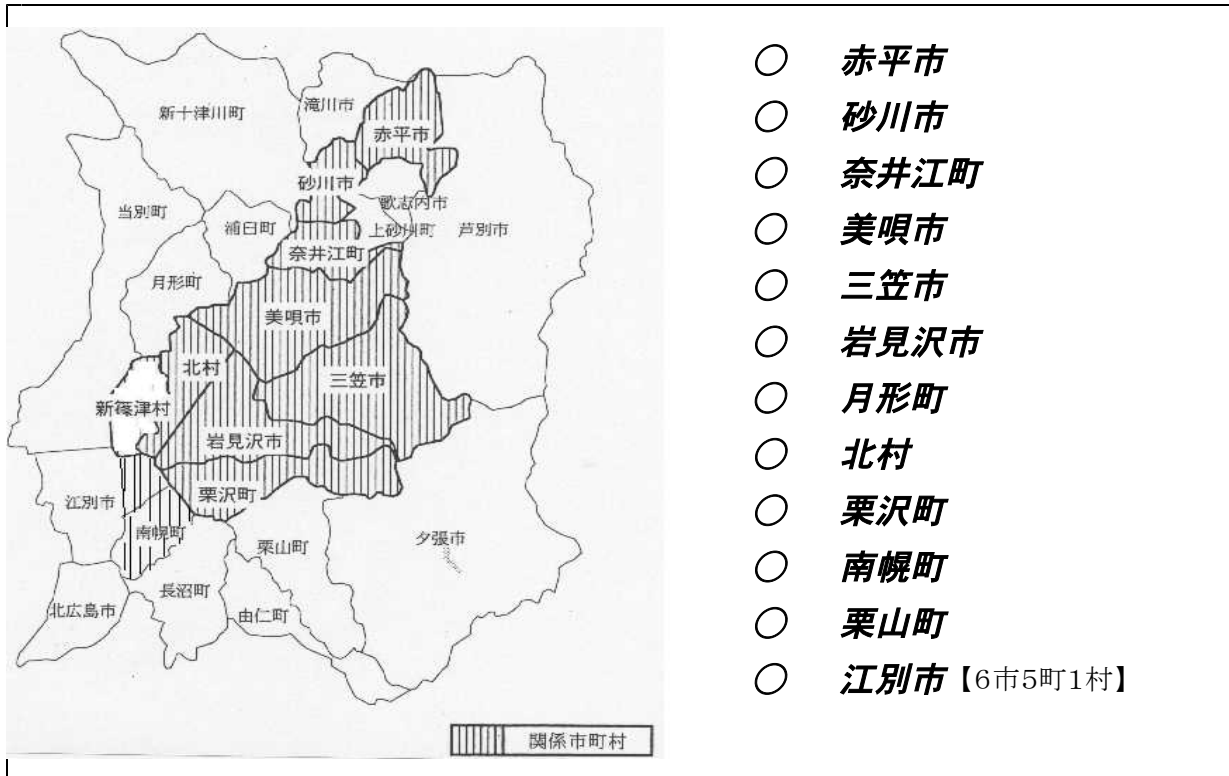 新十津川町
滝川市
赤平市
砂川市
歌志内市
当別町
浦臼町
上砂川町
芦別市
奈井江町
月形町
美唄市
北村
三笠市
新篠津村
岩見沢市
江別市
栗沢町
南幌町
栗山町
夕張市
長沼町
北広島市
由仁町
関係市町村
○ 赤平市
○ 砂川市
○ 奈井江町
○ 美唄市
○ 三笠市
○ 岩見沢市
○ 月形町
○ 北村
○ 栗沢町
○ 南幌町
○ 栗山町
○ 江別市【6市5町1村】